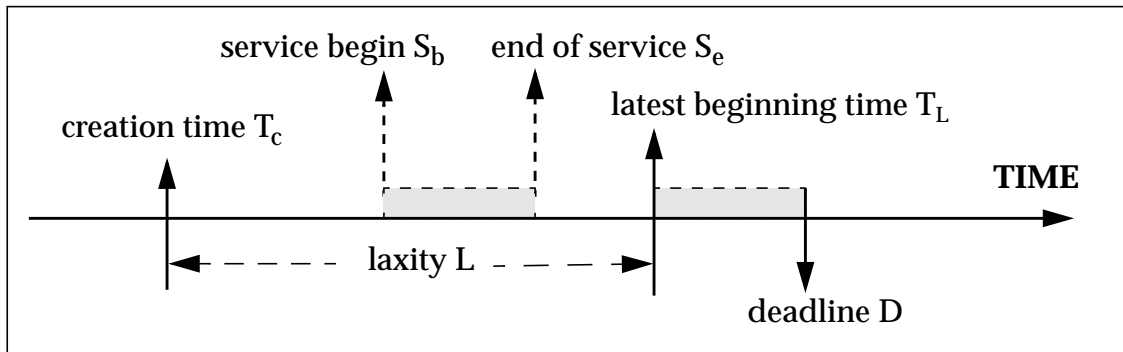 service begin S_b
end of service S_e
latest beginning time T_L
creation time T_c
TIME
laxity L
deadline D